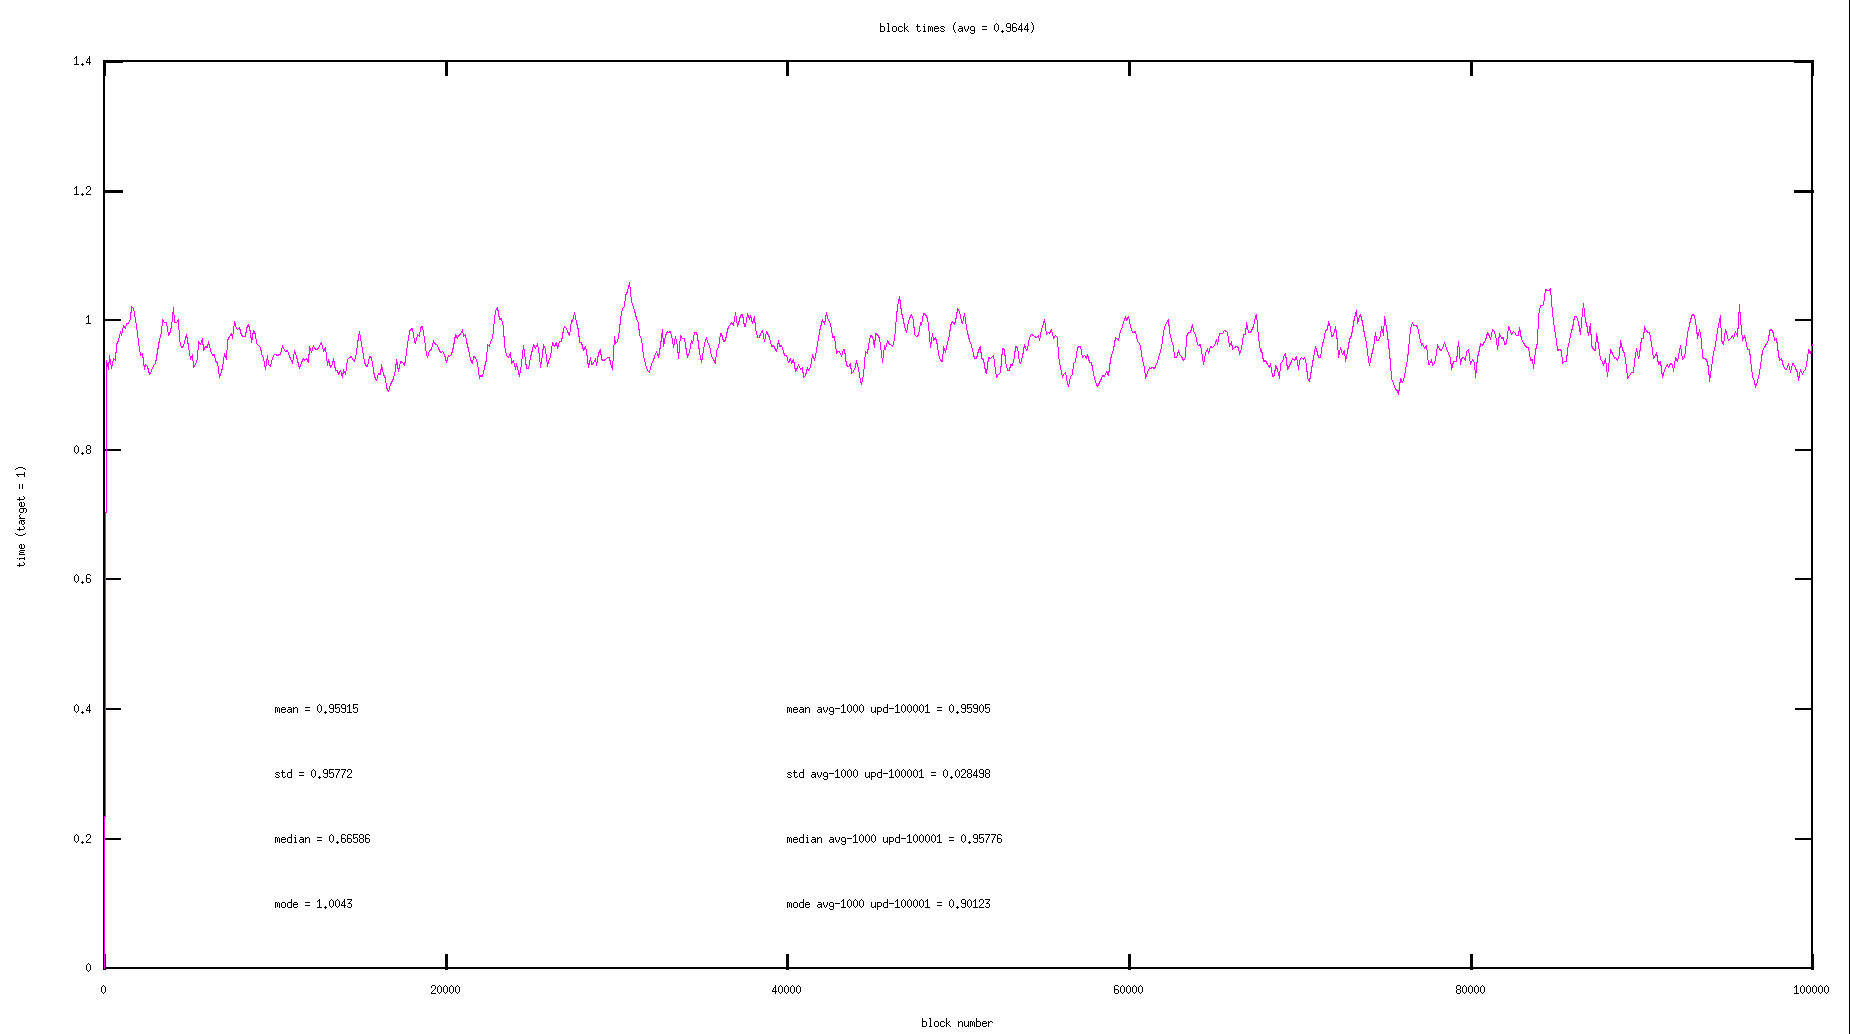 block times (avg = 0.9644)
1.4
1.2
1
0.8
0.6
0.4
0.2
0
time (target = 1)
mean = 0.95915
mean avg-1000 upd-100001 = 0.95905
std = 0.95772
std avg-1000 upd-100001 = 0.028498
median = 0.66586
median avg-1000 upd-100001 = 0.95776
mode = 1.0043
mode avg-1000 upd-100001 = 0.90123
0 20000 40000 60000 80000 100000
block number